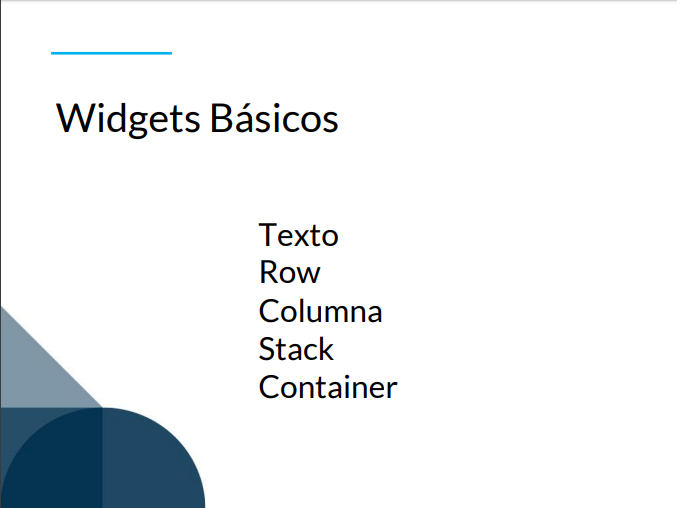 Widgets Básicos
Texto
Row
Columna
Stack
Container